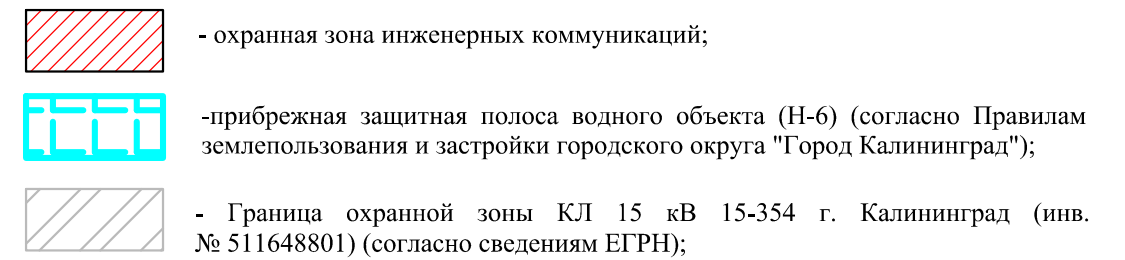 - охранная зона инженерных коммуникаций;
-прибрежная защитная полоса водного объекта (Н-6) (согласно Правилам
землепользования и застройки городского округа "Город Калининград");
- Граница охранной зоны КЛ 15 кВ 15-354 г. Калининград (инв.
№ 511648801) (согласно сведениям ЕГРН);